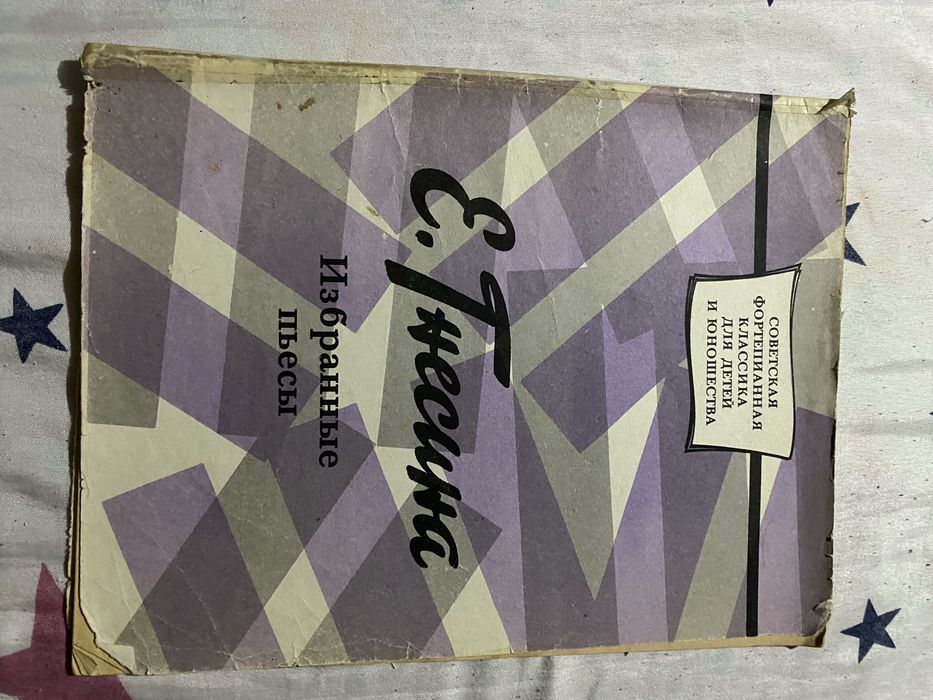 СОВЕТСКАЯ
ФОРТЕПИАННАЯ
КЛАССИКА
ДЛЯ ДЕТЕЙ
И ЮНОШЕСТВА
Е. Гнесина
Избранные
пьесы